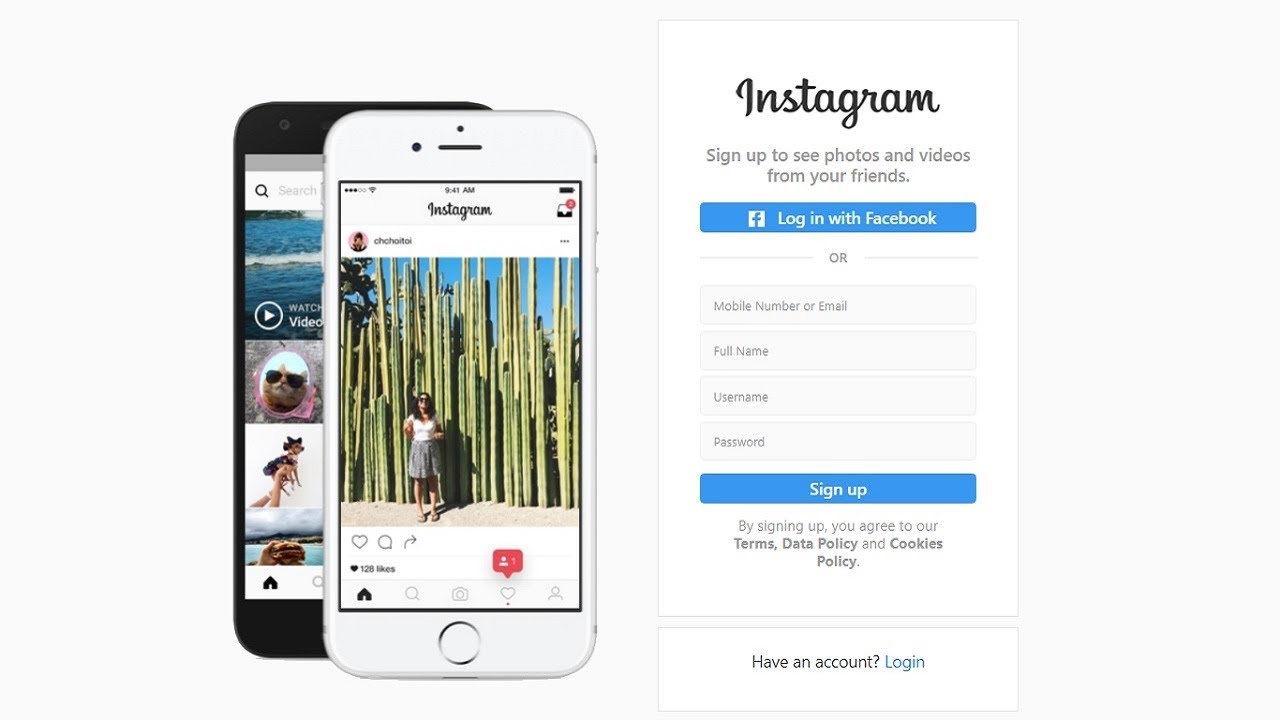 Search
WATCH
Video
9:41 AM
Instagram
2
chchoitoi
1
128 likes
Instagram
Sign up to see photos and videos
from your friends.
Log in with Facebook
OR
Mobile Number or Email
Full Name
Username
Password
Sign up
By signing up, you agree to our
Terms, Data Policy and Cookies
Policy.
Have an account? Login